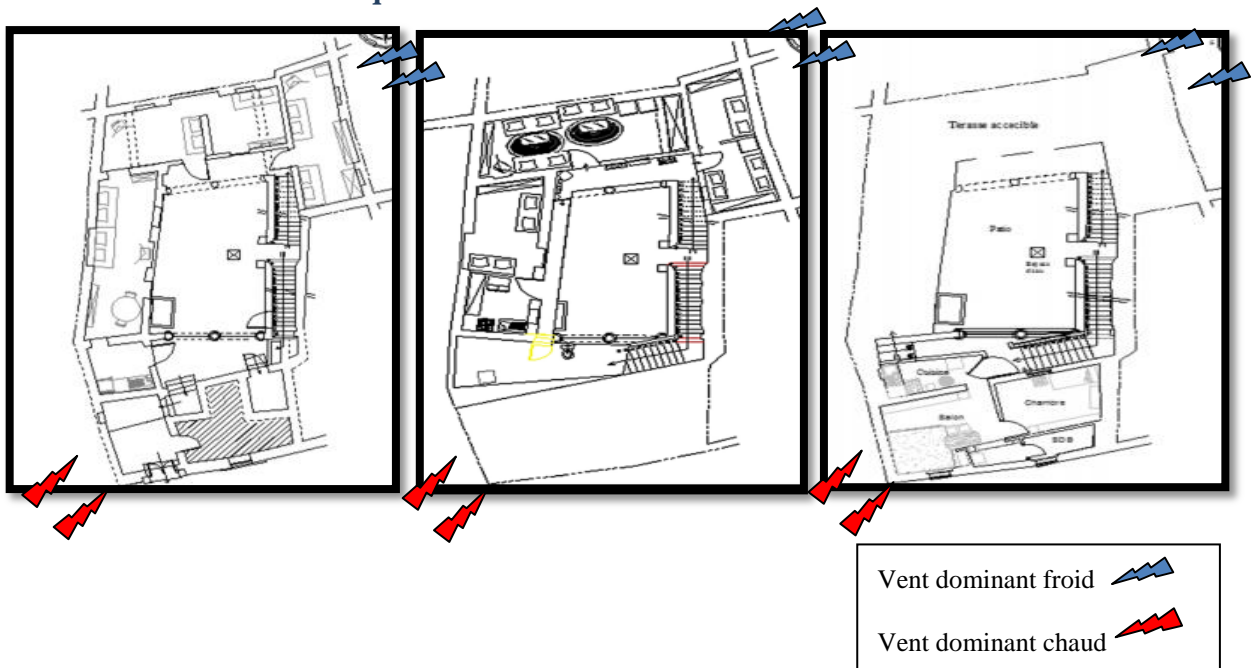 Terasse accecible
Patio
Cuisine
Chambre
Salon
SDB
Vent dominant froid
Vent dominant chaud